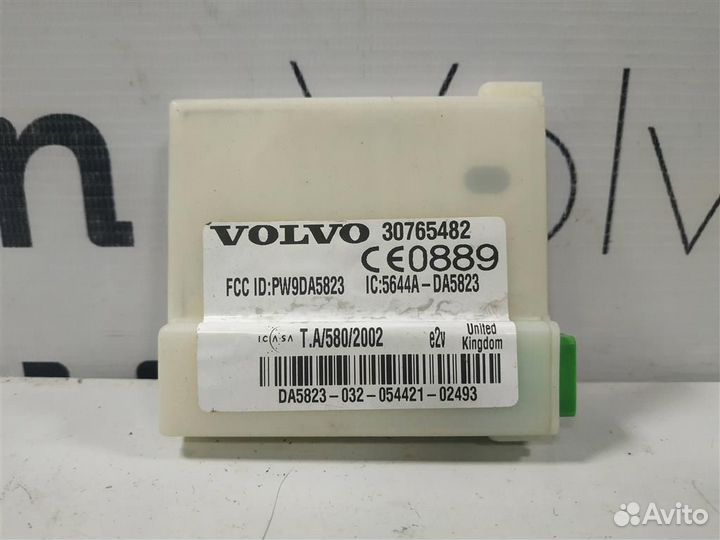 VOLVO 30765482
CE0889
FCC ID:PW9DA5823 IC:5644A-DA5823
ICASA T.A/580/2002 e2v United Kingdom
DA5823-032-054421-02493
Avito